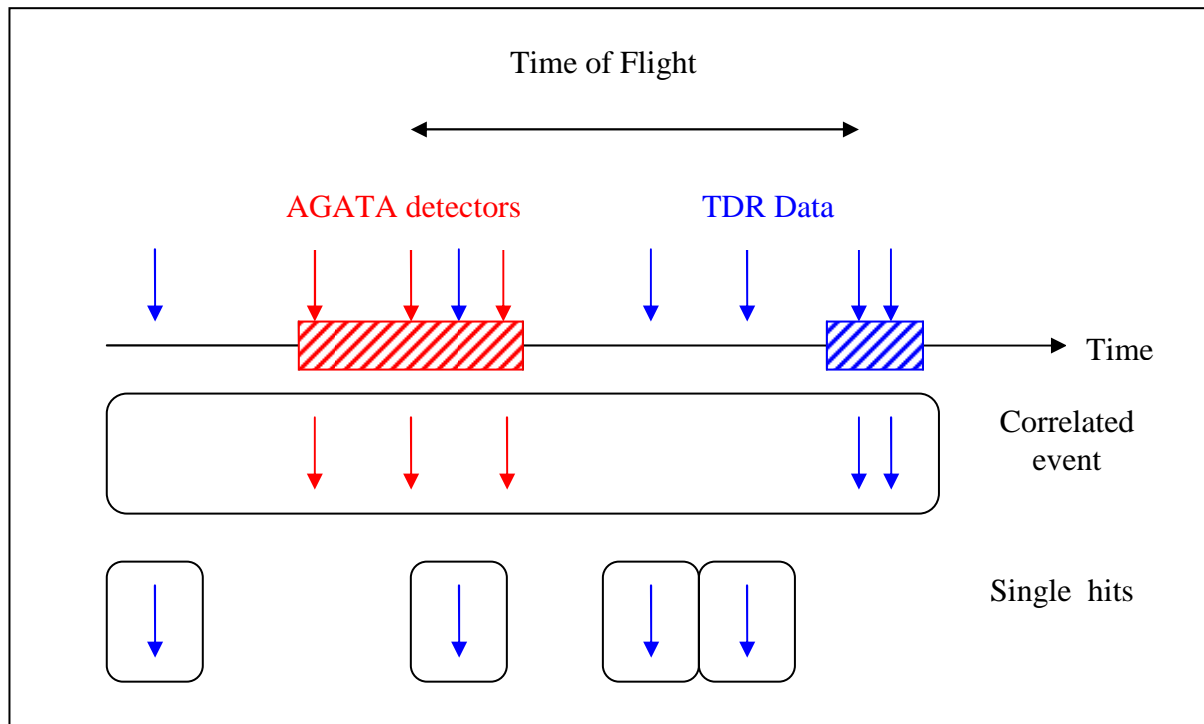 Time of Flight
AGATA detectors
TDR Data
Time
Correlated
event
Single hits